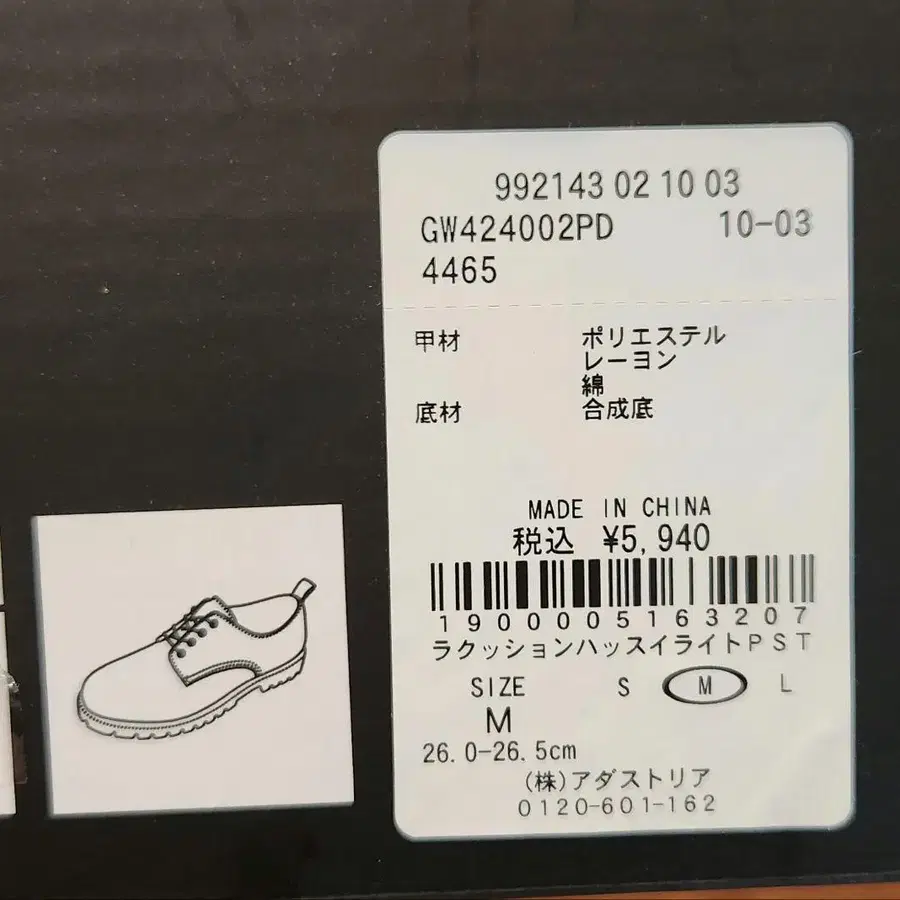 992143 02 10 03
GW424002PD 10-03
4465
甲材 ポリエステル
レーヨン
綿
底材 合成底
MADE IN CHINA
税込 ¥5,940
1900005163207
ラクッションハッスイライトPST
SIZE S M L
M
26.0-26.5cm
(株)アダストリア
0120-601-162